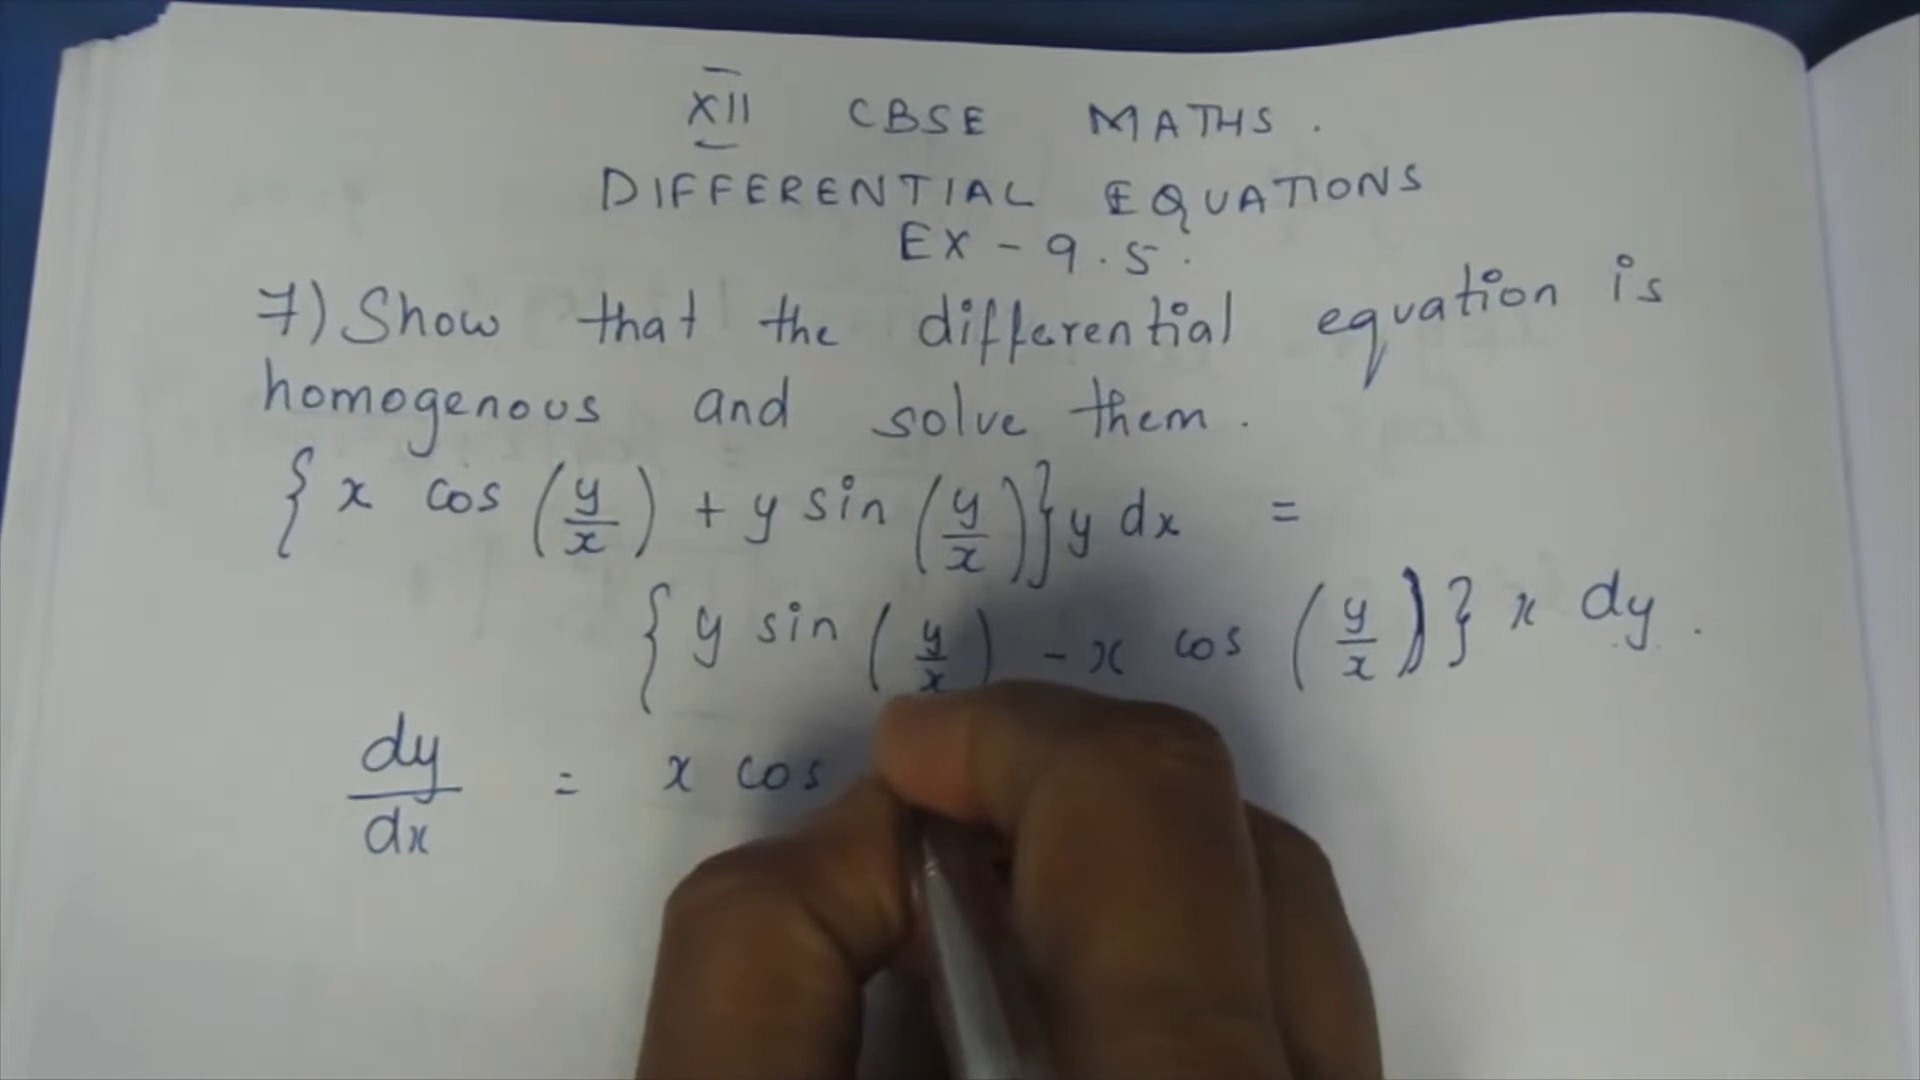 XII CBSE MATHS.
DIFFERENTIAL EQUATIONS
EX - 9.5.
7) Show that the differential equation is
homogenous and solve them.
{ x cos (y/x) + y sin (y/x) } y dx =
{ y sin (y/x) - x cos (y/x) } x dy.
dy/dx = x cos